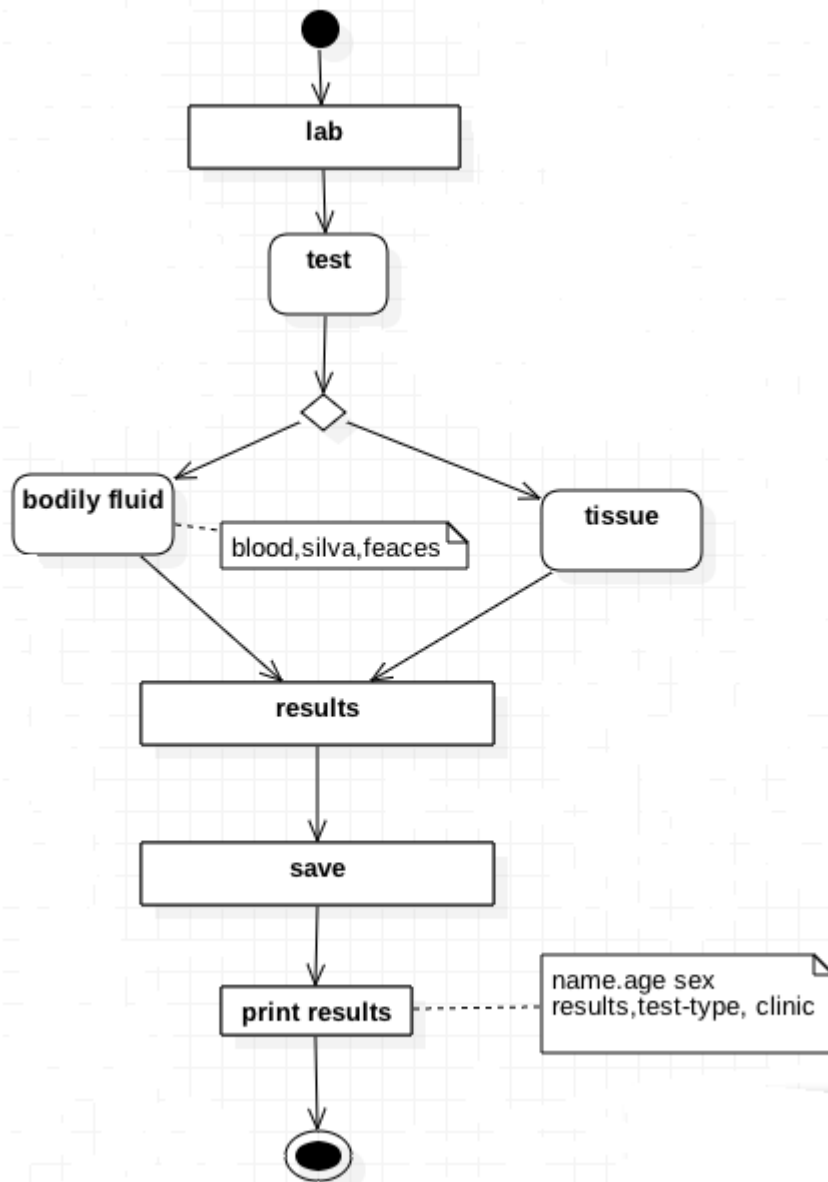 lab
test
bodily fluid
blood,silva,feaces
tissue
results
save
print results
name.age sex
results,test-type, clinic